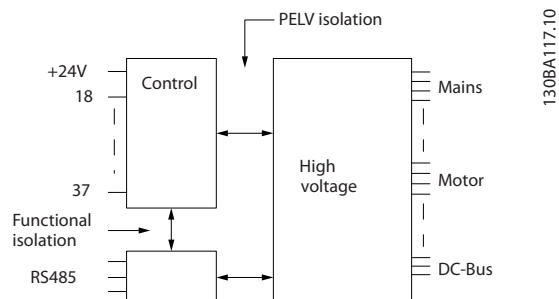 PELV isolation
130BA117.10
+24V
Control
Mains
18
High
voltage
37
Motor
Functional
isolation
RS485
DC-Bus